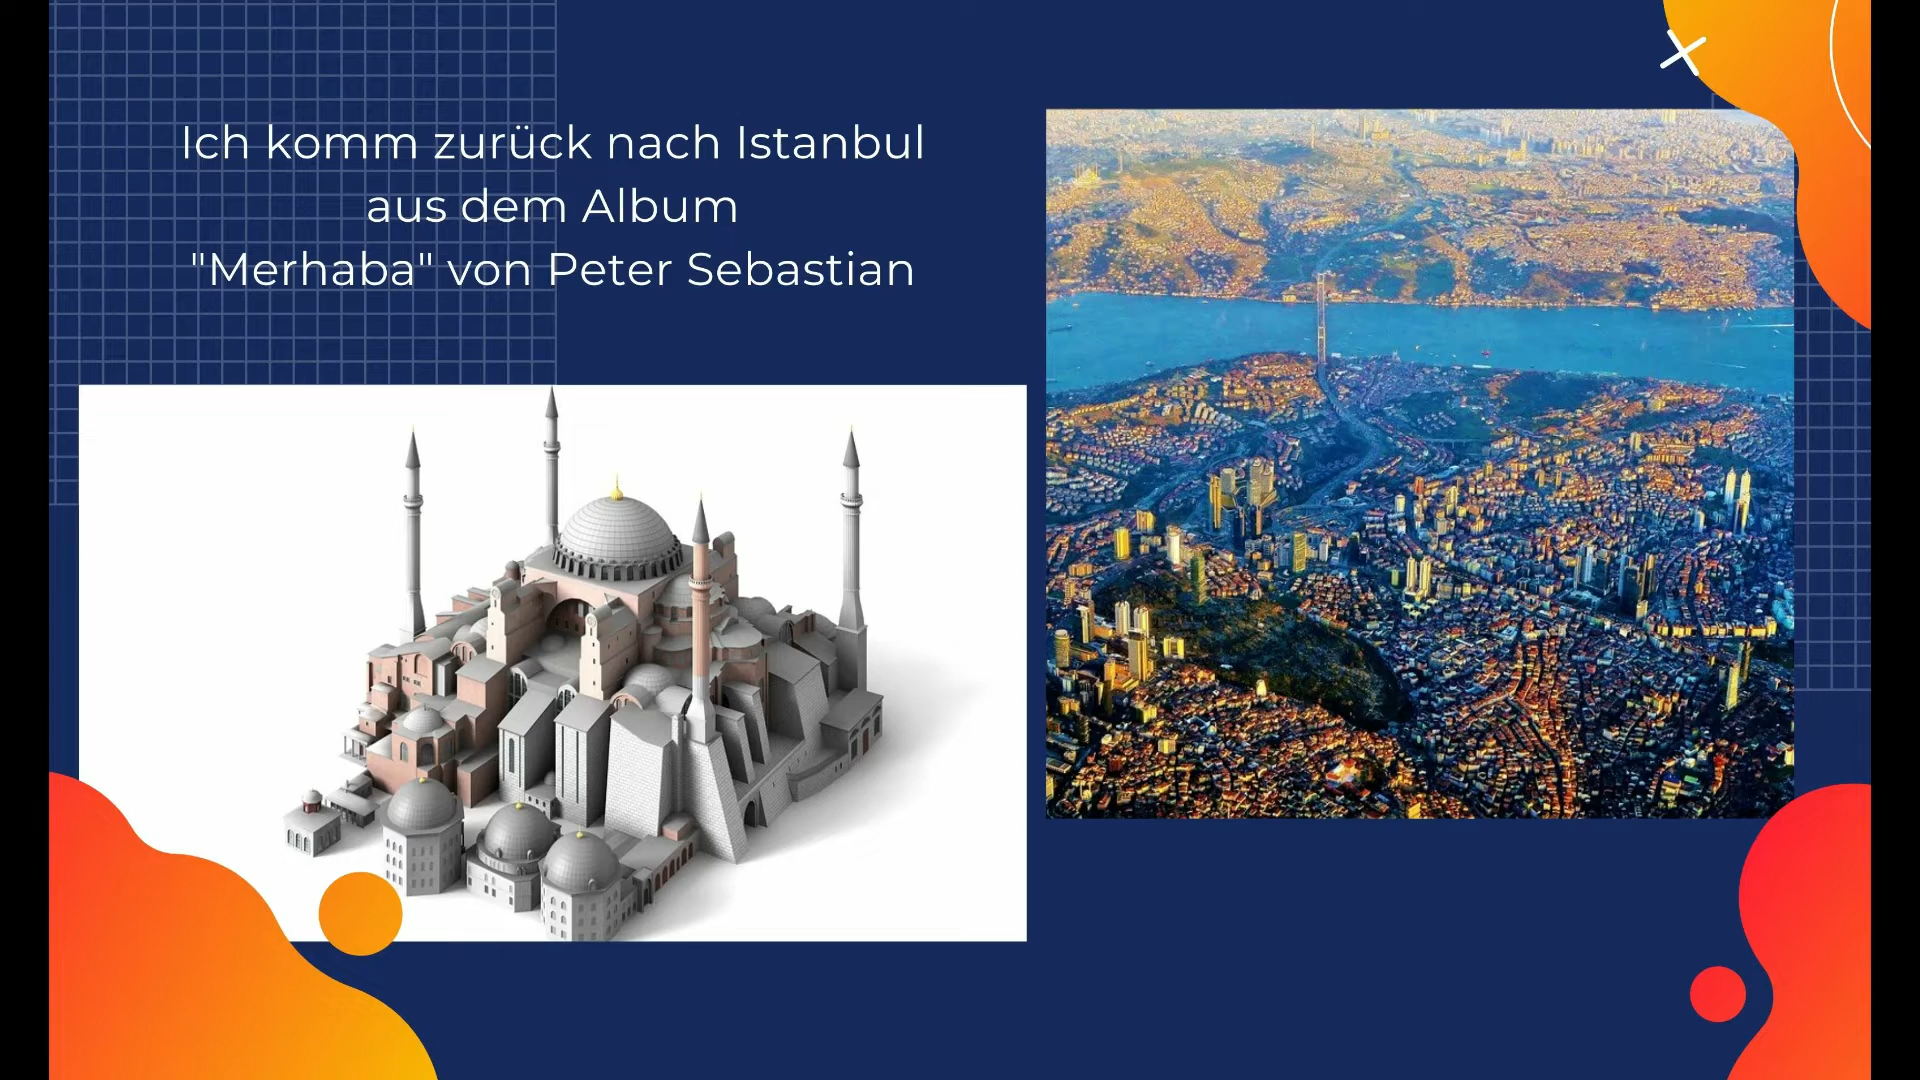 Ich komm zurück nach Istanbul
aus dem Album
"Merhaba" von Peter Sebastian